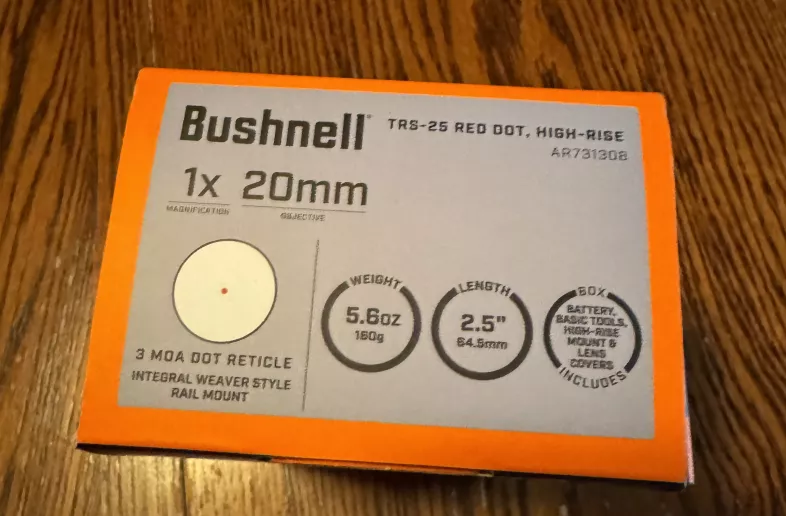 Bushnell®
TRS-25 RED DOT, HIGH-RISE
AR731308
1x 20mm
MAGNIFICATION OBJECTIVE
3 MOA DOT RETICLE
INTEGRAL WEAVER STYLE
RAIL MOUNT
WEIGHT
5.6oz
160g
LENGTH
2.5"
64.5mm
BOX
BATTERY,
BASIC TOOLS,
HIGH-RISE
MOUNT &
LENS
COVERS
INCLUDES